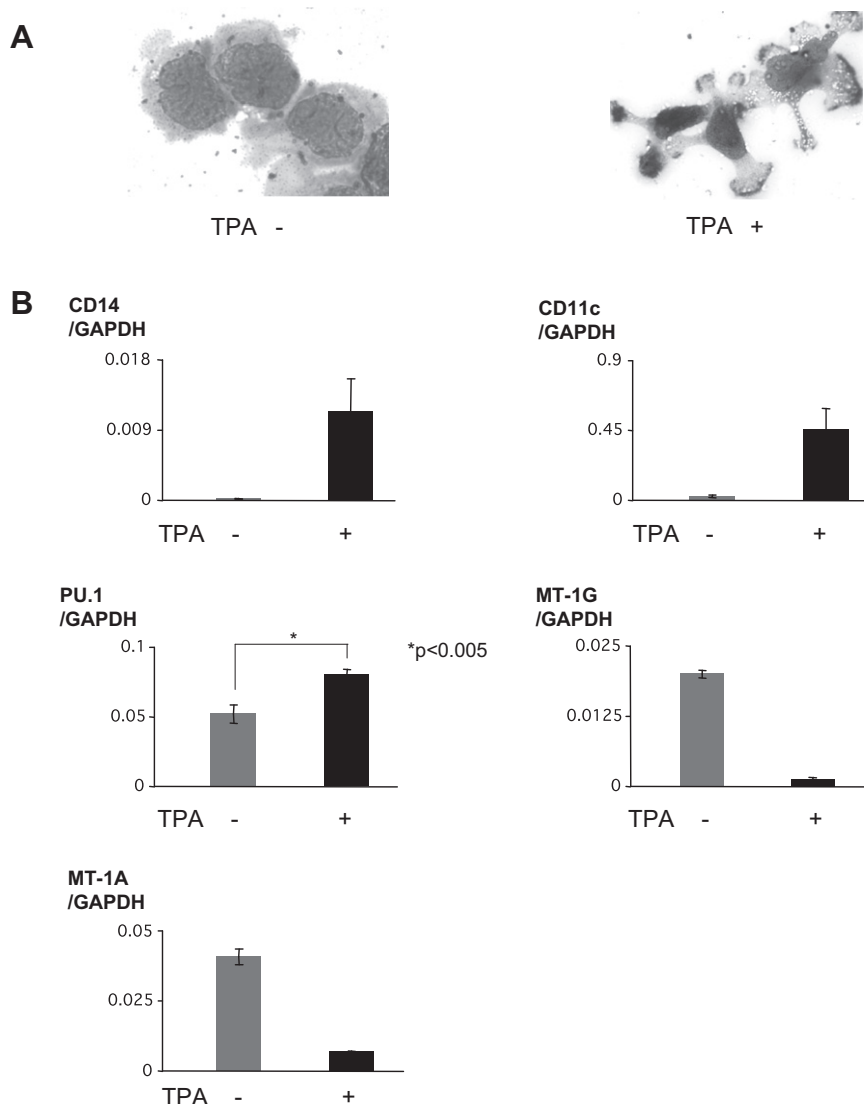 A
TPA -
TPA +
B
CD14
/GAPDH
0.018
0.009
0
TPA - +
CD11c
/GAPDH
0.9
0.45
0
TPA - +
PU.1
/GAPDH
0.1
0.05
0
*
*p<0.005
TPA - +
MT-1G
/GAPDH
0.025
0.0125
0
TPA - +
MT-1A
/GAPDH
0.05
0.025
0
TPA - +